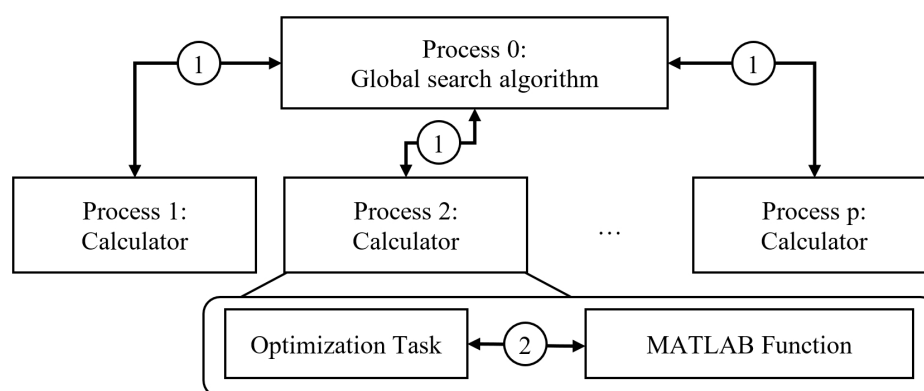 Process 0:
Global search algorithm
1
1
1
Process 1:
Calculator
Process 2:
Calculator
...
Process p:
Calculator
Optimization Task
2
MATLAB Function